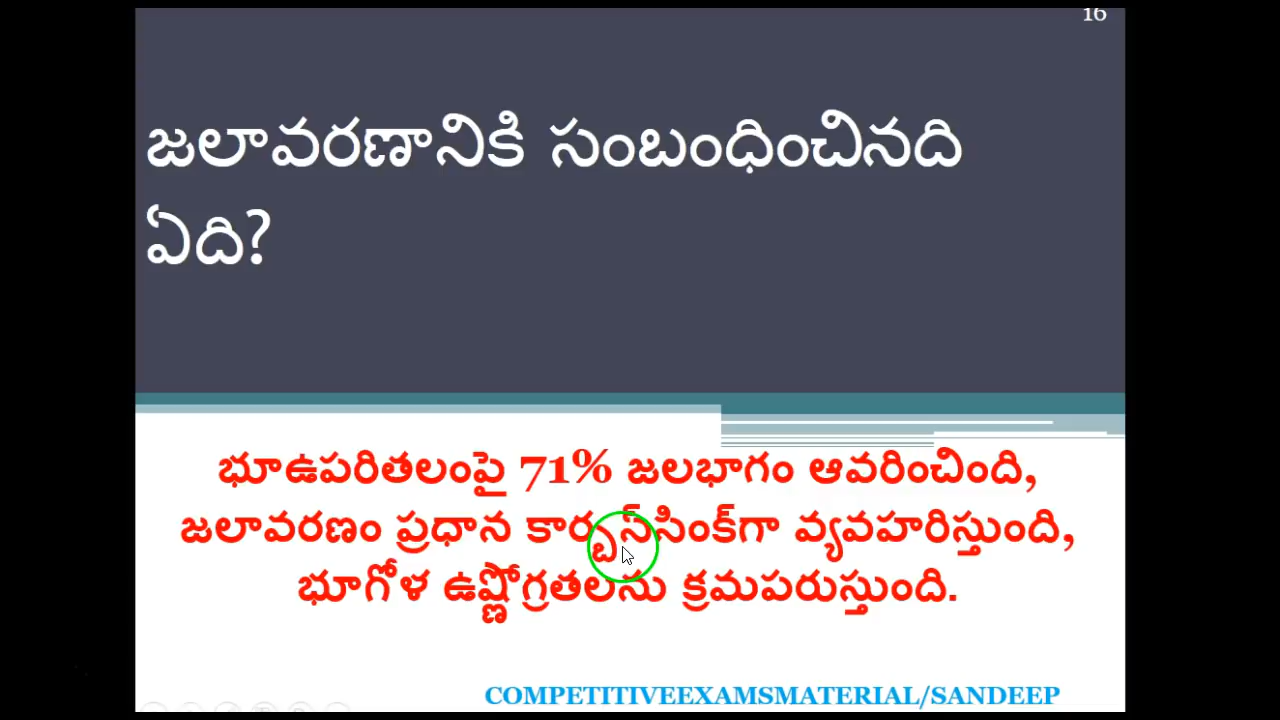 16
జలావరణానికి సంబంధించినది
ఏది?
భూఉపరితలంపై 71% జలభాగం ఆవరించింది,
జలావరణం ప్రధాన కార్బన్‌సింక్‌గా వ్యవహరిస్తుంది,
భూగోళ ఉష్ణోగ్రతలను క్రమపరుస్తుంది.
COMPETITIVEEXAMSMATERIAL/SANDEEP